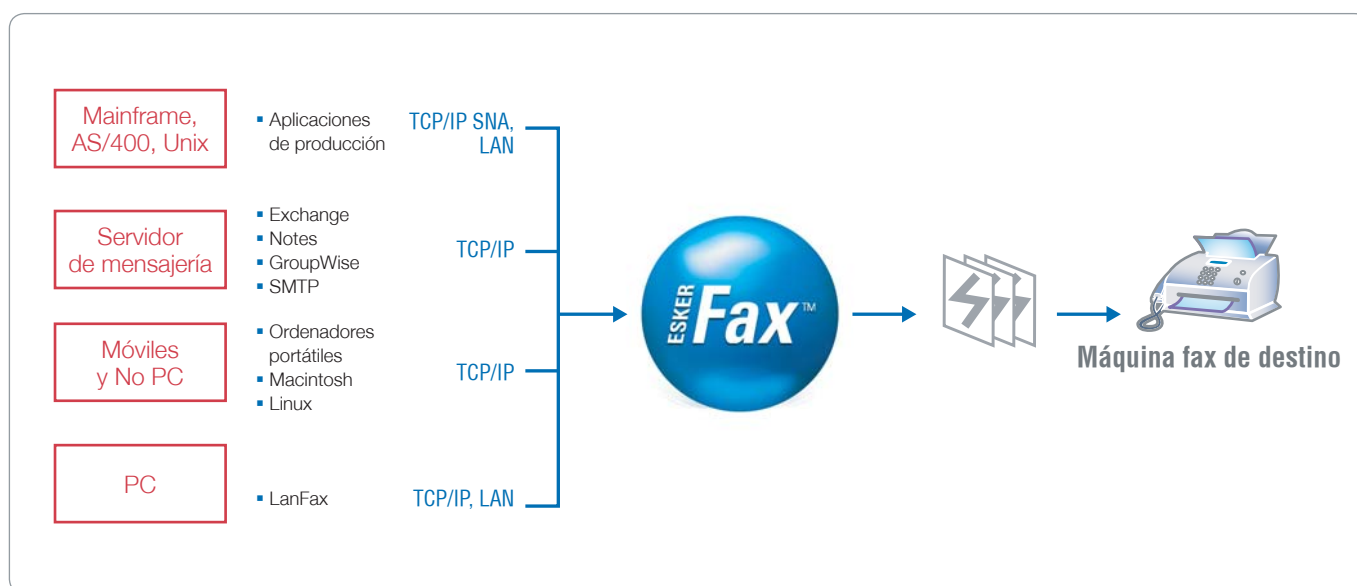 Mainframe,
AS/400, Unix
▪ Aplicaciones
de producción
TCP/IP SNA,
LAN
Servidor
de mensajería
▪ Exchange
▪ Notes
▪ GroupWise
▪ SMTP
TCP/IP
Móviles
y No PC
▪ Ordenadores
portátiles
▪ Macintosh
▪ Linux
TCP/IP
PC
▪ LanFax
TCP/IP, LAN
ESKER
Fax™
Máquina fax de destino